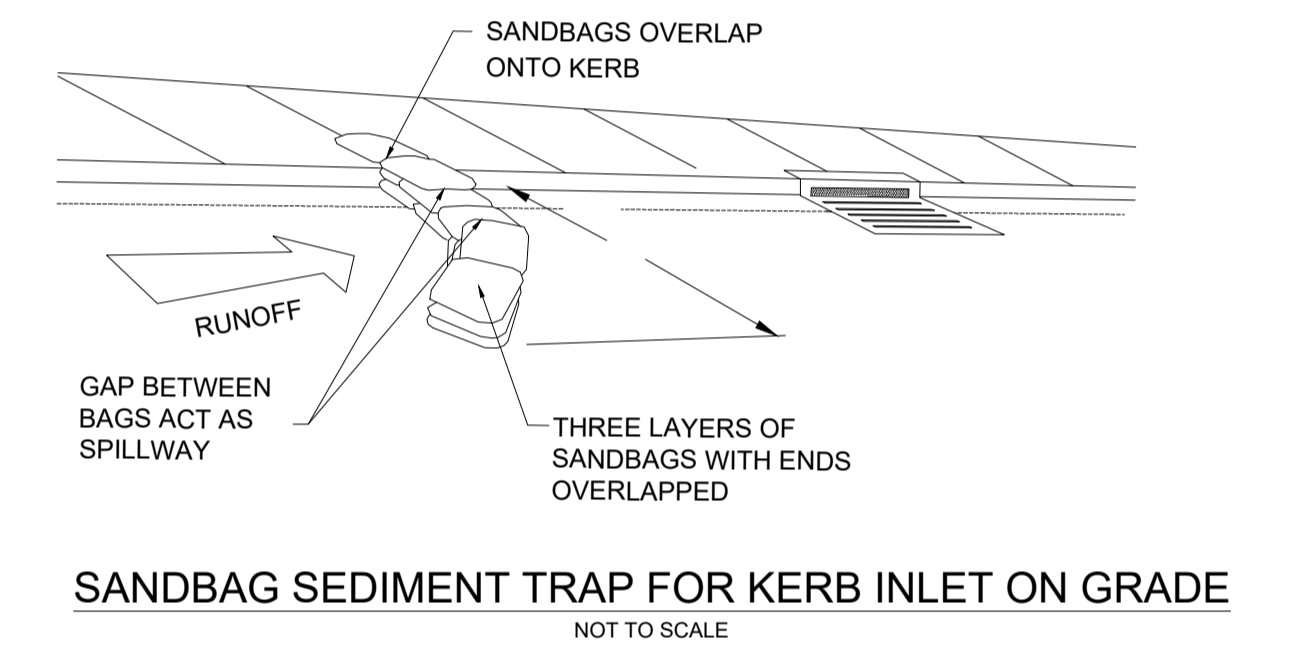 SANDBAGS OVERLAP
ONTO KERB
RUNOFF
GAP BETWEEN
BAGS ACT AS
SPILLWAY
THREE LAYERS OF
SANDBAGS WITH ENDS
OVERLAPPED
SANDBAG SEDIMENT TRAP FOR KERB INLET ON GRADE
NOT TO SCALE